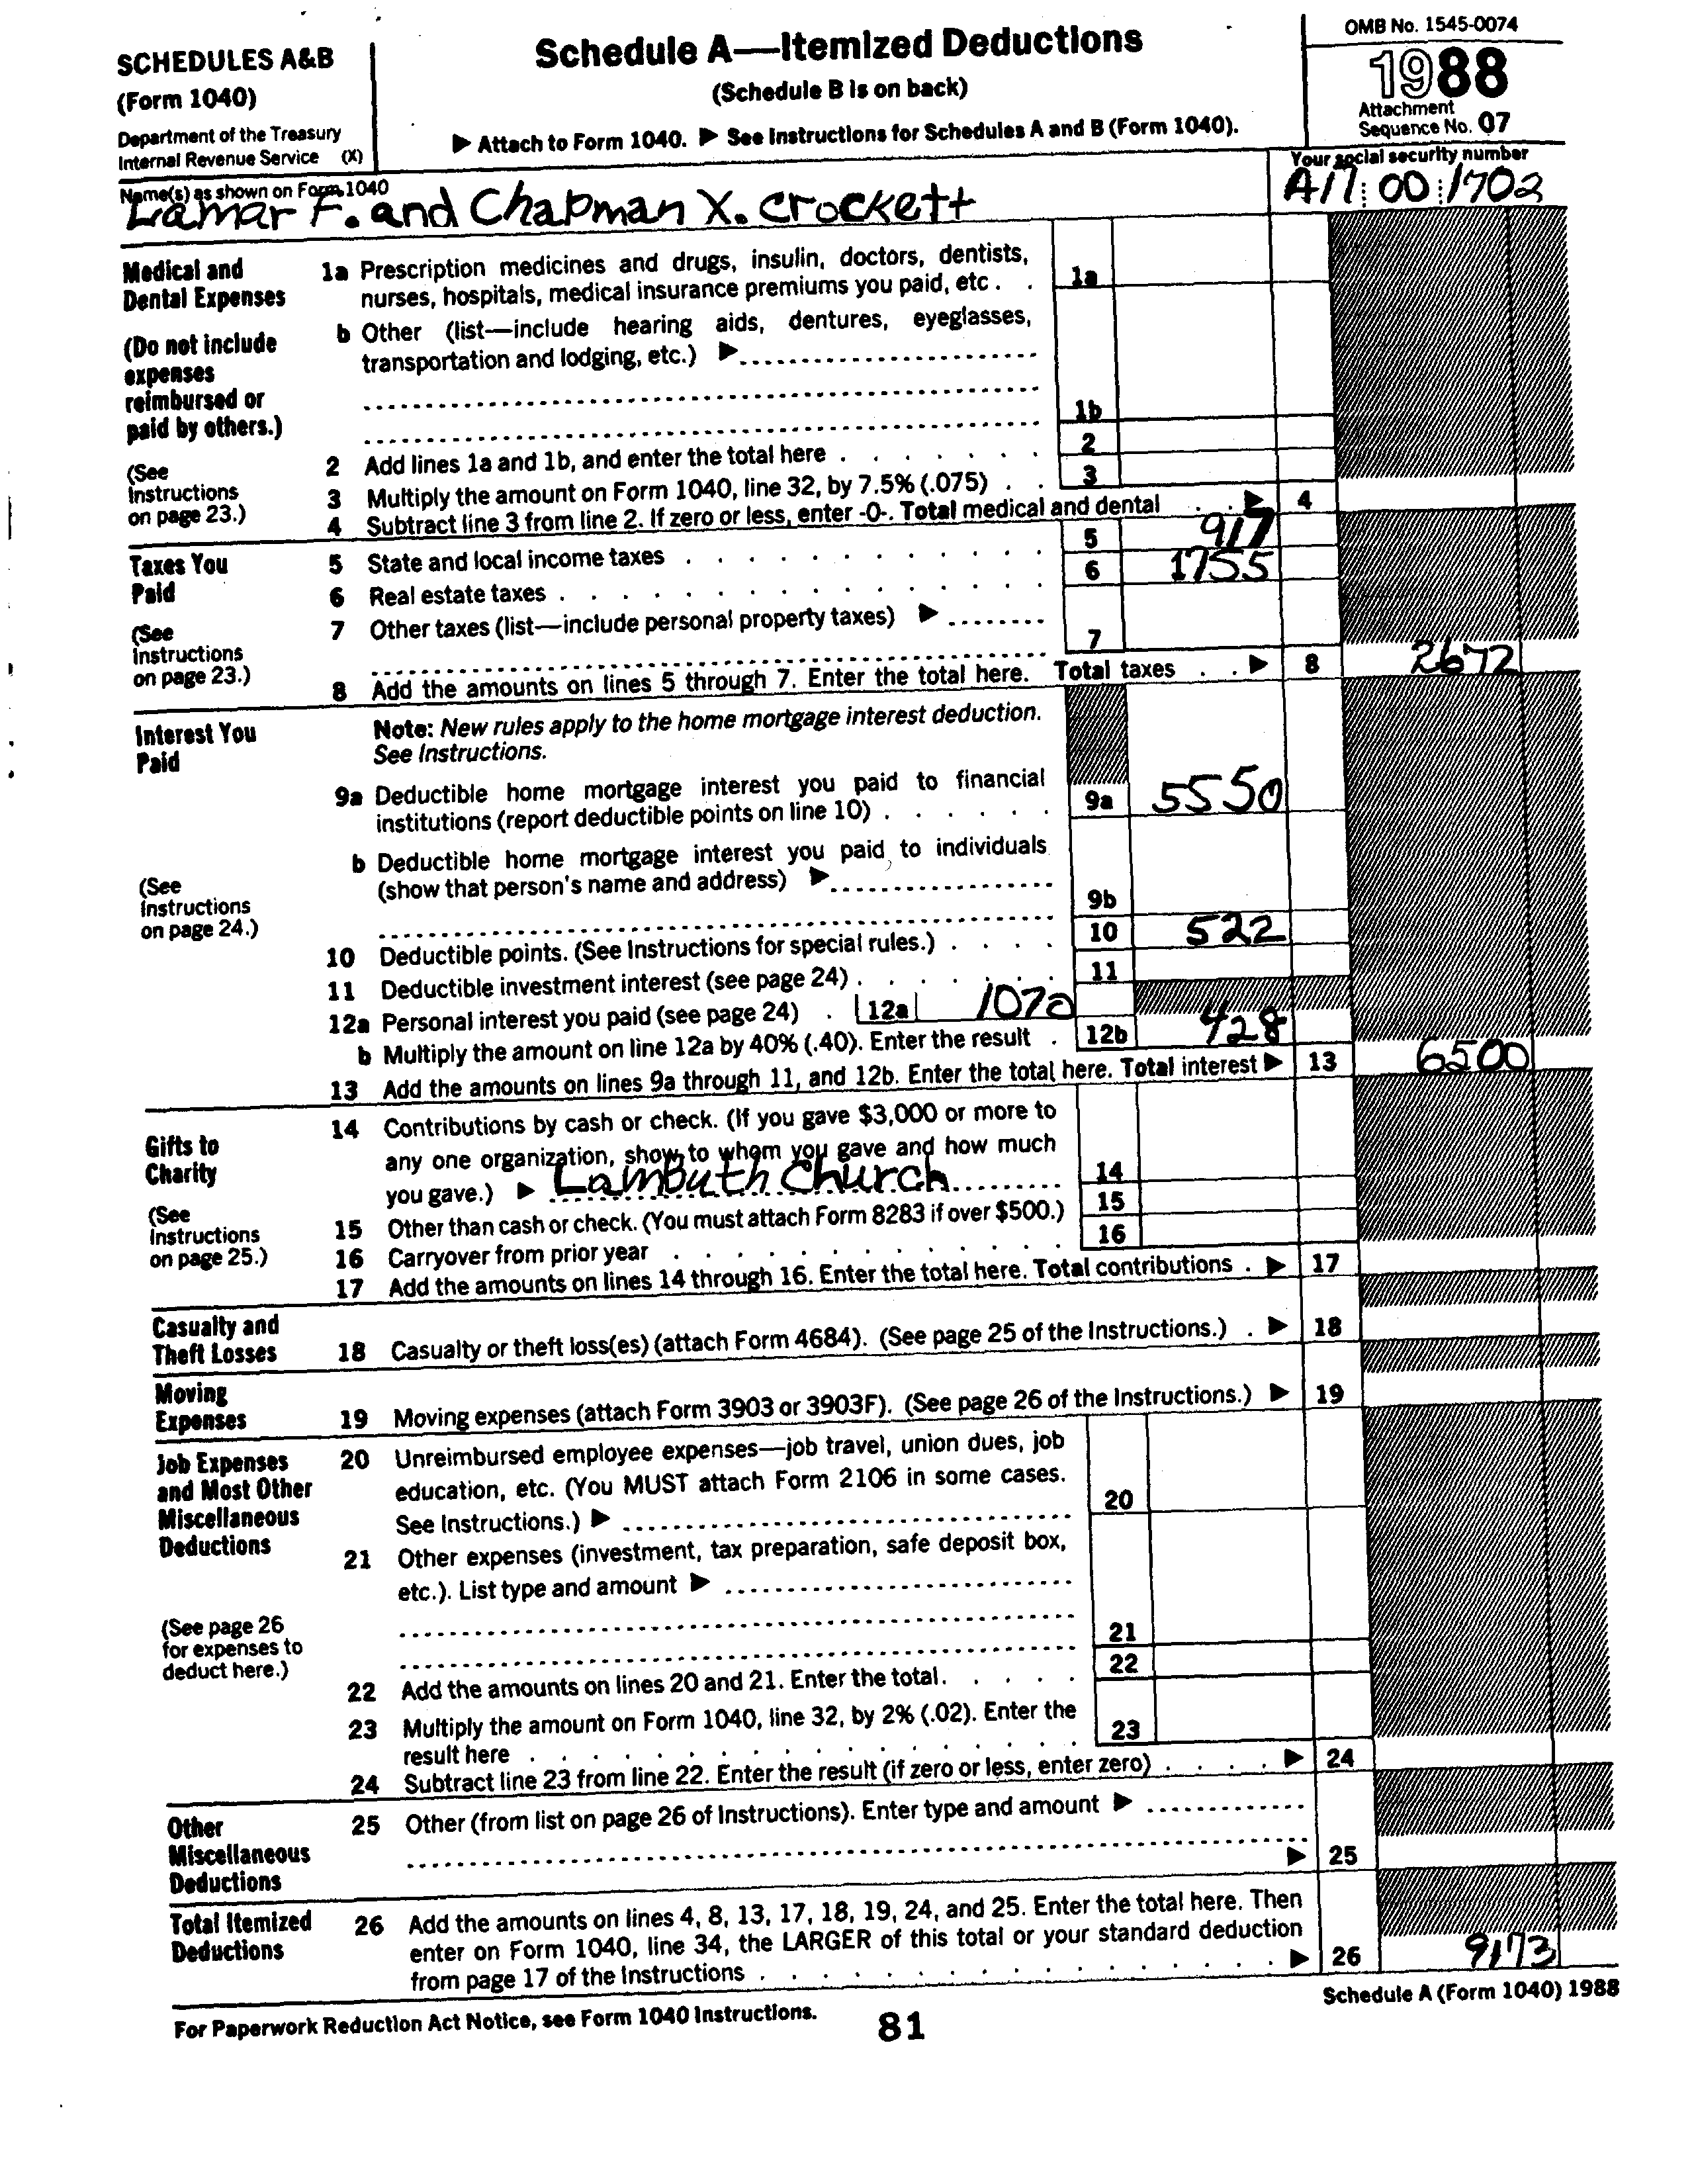 SCHEDULES A&B
(Form 1040)
Department of the Treasury
Internal Revenue Service (X)
Schedule A—Itemized Deductions
(Schedule B is on back)
▶ Attach to Form 1040. ▶ See Instructions for Schedules A and B (Form 1040).
OMB No. 1545-0074
1988
Attachment
Sequence No. 07
Name(s) as shown on Form 1040
Lamar F. and Chapman X. Crockett
Your social security number
A17:00:1702
Medical and
Dental Expenses
(Do not include
expenses
reimbursed or
paid by others.)
(See
Instructions
on page 23.)
1a Prescription medicines and drugs, insulin, doctors, dentists,
nurses, hospitals, medical insurance premiums you paid, etc . . 1a
b Other (list—include hearing aids, dentures, eyeglasses,
transportation and lodging, etc.) ▶
1b
2 Add lines 1a and 1b, and enter the total here . . . . . . . 2
3 Multiply the amount on Form 1040, line 32, by 7.5% (.075) . . 3
4 Subtract line 3 from line 2. If zero or less, enter -0-. Total medical and dental . . ▶ 4
Taxes You
Paid
(See
Instructions
on page 23.)
5 State and local income taxes . . . . . . . . . . . 5 917
6 Real estate taxes . . . . . . . . . . . . . . . 6 1755
7 Other taxes (list—include personal property taxes) ▶
7
8 Add the amounts on lines 5 through 7. Enter the total here. Total taxes . . ▶ 8 2672
Interest You
Paid
(See
Instructions
on page 24.)
Note: New rules apply to the home mortgage interest deduction.
See Instructions.
9a Deductible home mortgage interest you paid to financial
institutions (report deductible points on line 10) . . . . . . 9a 5550
b Deductible home mortgage interest you paid to individuals
(show that person's name and address) ▶
9b
10 Deductible points. (See Instructions for special rules.) . . . . 10 522
11 Deductible investment interest (see page 24) . . . . . . . 11
12a Personal interest you paid (see page 24) . 12a 1070
b Multiply the amount on line 12a by 40% (.40). Enter the result . 12b 428
13 Add the amounts on lines 9a through 11, and 12b. Enter the total here. Total interest ▶ 13 6500
Gifts to
Charity
(See
Instructions
on page 25.)
14 Contributions by cash or check. (If you gave $3,000 or more to
any one organization, show to whom you gave and how much
you gave.) ▶ Lambuth Church 14
15 Other than cash or check. (You must attach Form 8283 if over $500.) 15
16 Carryover from prior year . . . . . . . . . . . . . 16
17 Add the amounts on lines 14 through 16. Enter the total here. Total contributions . ▶ 17
Casualty and
Theft Losses
18 Casualty or theft loss(es) (attach Form 4684). (See page 25 of the Instructions.) . ▶ 18
Moving
Expenses
19 Moving expenses (attach Form 3903 or 3903F). (See page 26 of the Instructions.) ▶ 19
Job Expenses
and Most Other
Miscellaneous
Deductions
(See page 26
for expenses to
deduct here.)
20 Unreimbursed employee expenses—job travel, union dues, job
education, etc. (You MUST attach Form 2106 in some cases.
See Instructions.) ▶ 20
21 Other expenses (investment, tax preparation, safe deposit box,
etc.). List type and amount ▶
21
22 Add the amounts on lines 20 and 21. Enter the total. . . . . 22
23 Multiply the amount on Form 1040, line 32, by 2% (.02). Enter the
result here . . . . . . . . . . . . . . . . . 23
24 Subtract line 23 from line 22. Enter the result (if zero or less, enter zero) . . . . ▶ 24
Other
Miscellaneous
Deductions
25 Other (from list on page 26 of Instructions). Enter type and amount ▶
▶ 25
Total Itemized
Deductions
26 Add the amounts on lines 4, 8, 13, 17, 18, 19, 24, and 25. Enter the total here. Then
enter on Form 1040, line 34, the LARGER of this total or your standard deduction
from page 17 of the Instructions . . . . . . . . . . . . . . . . . ▶ 26 9173
For Paperwork Reduction Act Notice, see Form 1040 Instructions.
81
Schedule A (Form 1040) 1988